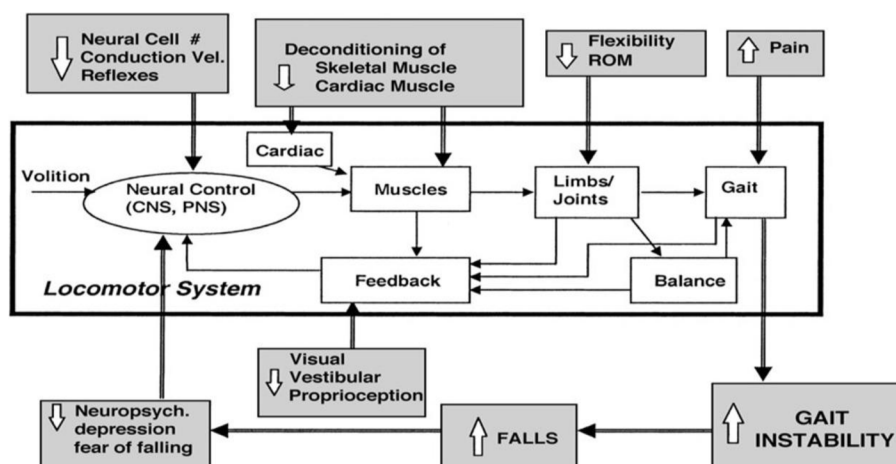 Neural Cell #
Conduction Vel.
Reflexes
Deconditioning of
Skeletal Muscle
Cardiac Muscle
Flexibility
ROM
Pain
Cardiac
Volition
Neural Control
(CNS, PNS)
Muscles
Limbs/
Joints
Gait
Feedback
Balance
Locomotor System
Visual
Vestibular
Proprioception
Neuropsych.
depression
fear of falling
FALLS
GAIT
INSTABILITY